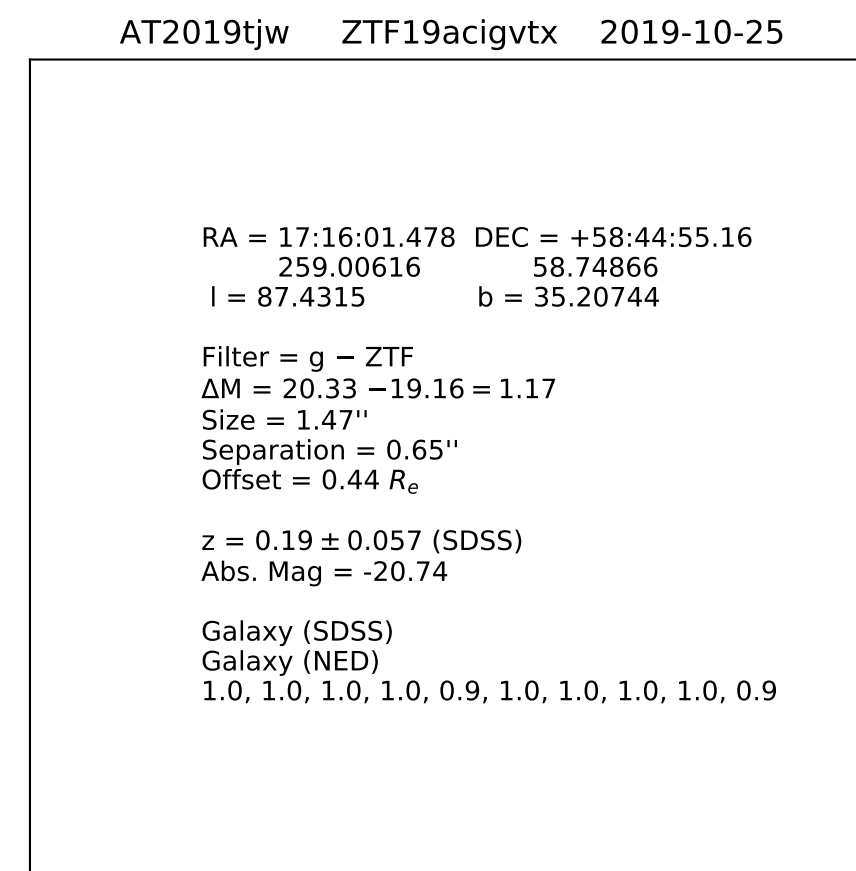 AT2019tjw ZTF19acigvtx 2019-10-25
RA = 17:16:01.478 DEC = +58:44:55.16
259.00616 58.74866
l = 87.4315 b = 35.20744
Filter = g − ZTF
ΔM = 20.33 −19.16 = 1.17
Size = 1.47''
Separation = 0.65''
Offset = 0.44 Rₑ
z = 0.19 ± 0.057 (SDSS)
Abs. Mag = -20.74
Galaxy (SDSS)
Galaxy (NED)
1.0, 1.0, 1.0, 1.0, 0.9, 1.0, 1.0, 1.0, 1.0, 0.9